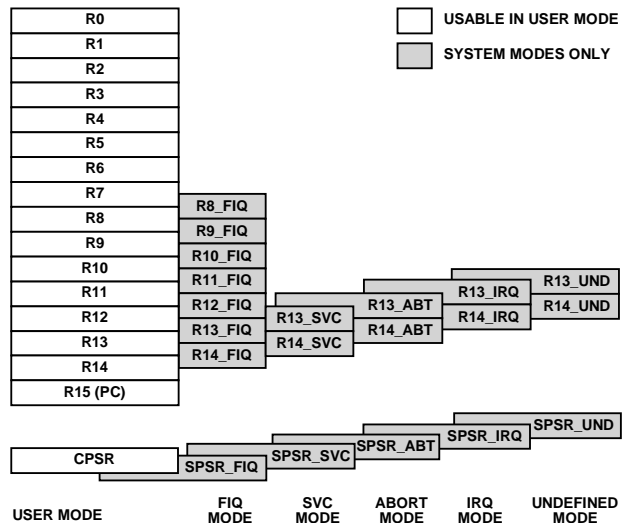 R0
R1
R2
R3
R4
R5
R6
R7
R8
R9
R10
R11
R12
R13
R14
R15 (PC)
R8_FIQ
R9_FIQ
R10_FIQ
R11_FIQ
R12_FIQ
R13_FIQ
R14_FIQ
R13_SVC
R14_SVC
R13_ABT
R14_ABT
R13_IRQ
R14_IRQ
R13_UND
R14_UND
USABLE IN USER MODE
SYSTEM MODES ONLY
CPSR
SPSR_FIQ
SPSR_SVC
SPSR_ABT
SPSR_IRQ
SPSR_UND
USER MODE
FIQ
MODE
SVC
MODE
ABORT
MODE
IRQ
MODE
UNDEFINED
MODE